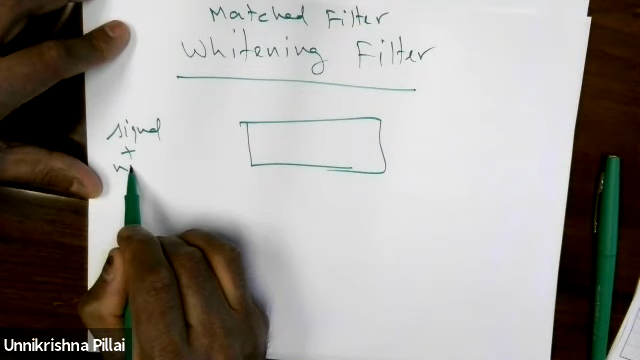 Matched Filter
Whitening Filter
signal
+
Unnikrishna Pillai